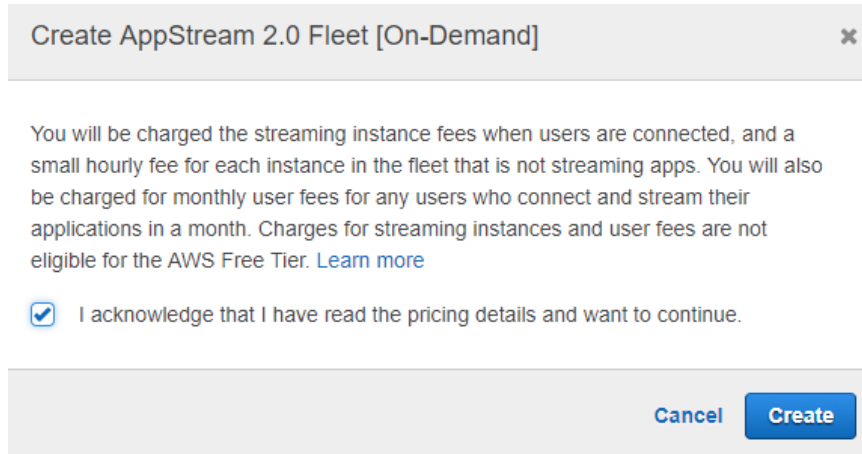 Create AppStream 2.0 Fleet [On-Demand]
You will be charged the streaming instance fees when users are connected, and a
small hourly fee for each instance in the fleet that is not streaming apps. You will also
be charged for monthly user fees for any users who connect and stream their
applications in a month. Charges for streaming instances and user fees are not
eligible for the AWS Free Tier. Learn more
I acknowledge that I have read the pricing details and want to continue.
Cancel Create